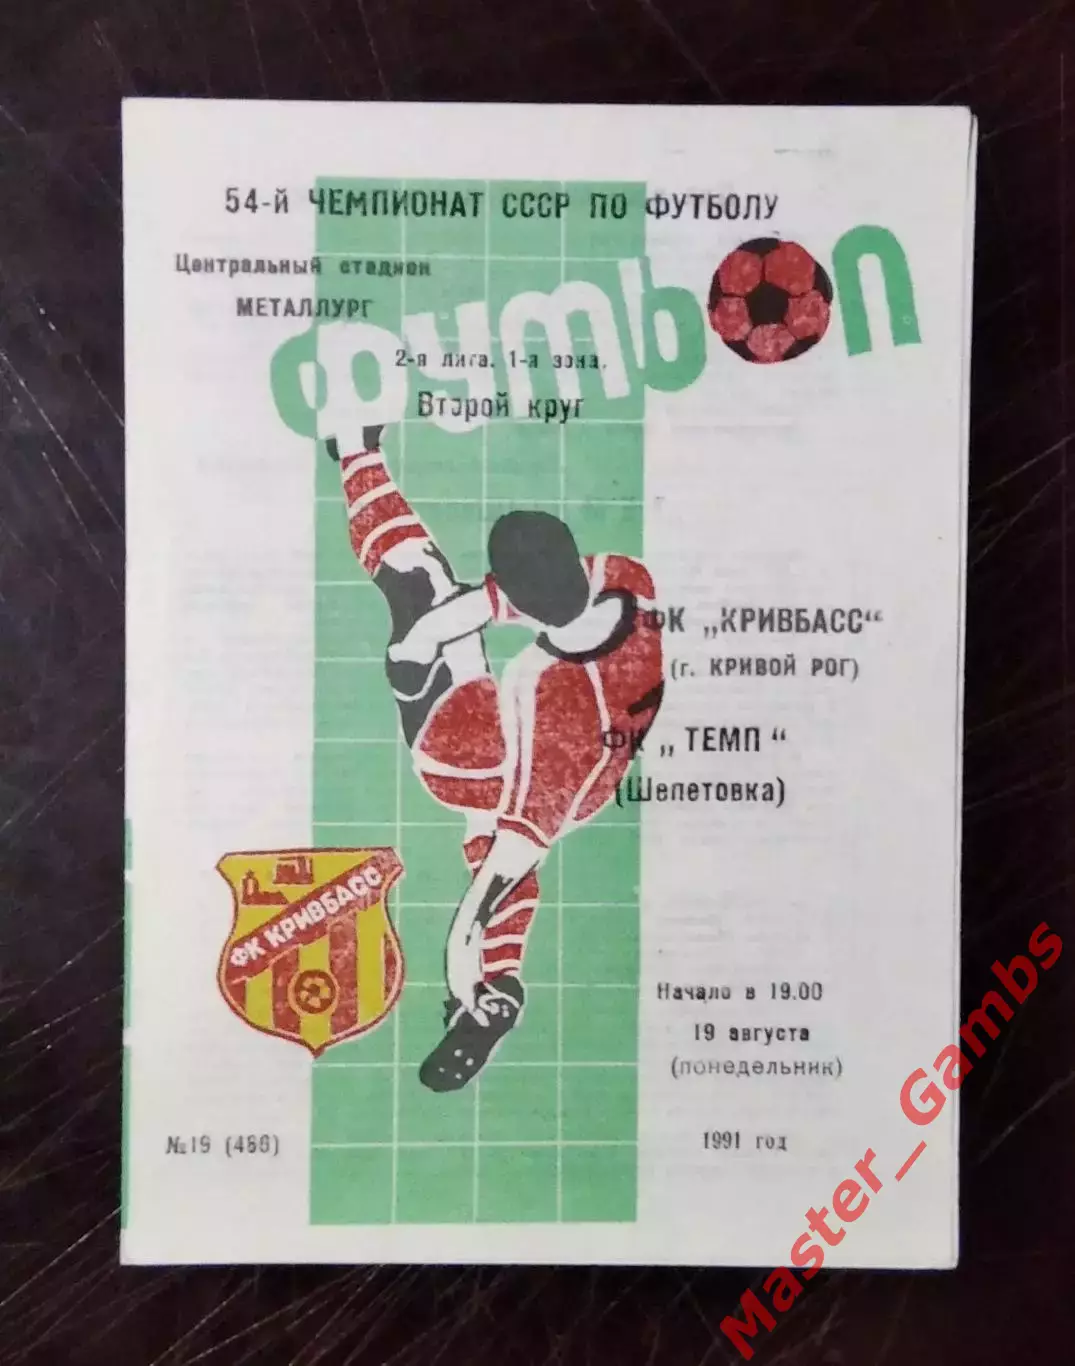 54-й ЧЕМПИОНАТ СССР ПО ФУТБОЛУ
Центральный стадион
МЕТАЛЛУРГ
футбол
2-я лига. 1-я зона.
Второй круг
ФК „КРИВБАСС“
(г. КРИВОЙ РОГ)
ФК „ТЕМП“
(Шепетовка)
ФК КРИВБАСС
Начало в 19.00
19 августа
(понедельник)
№19 (486)
1991 год
Master_Gambs